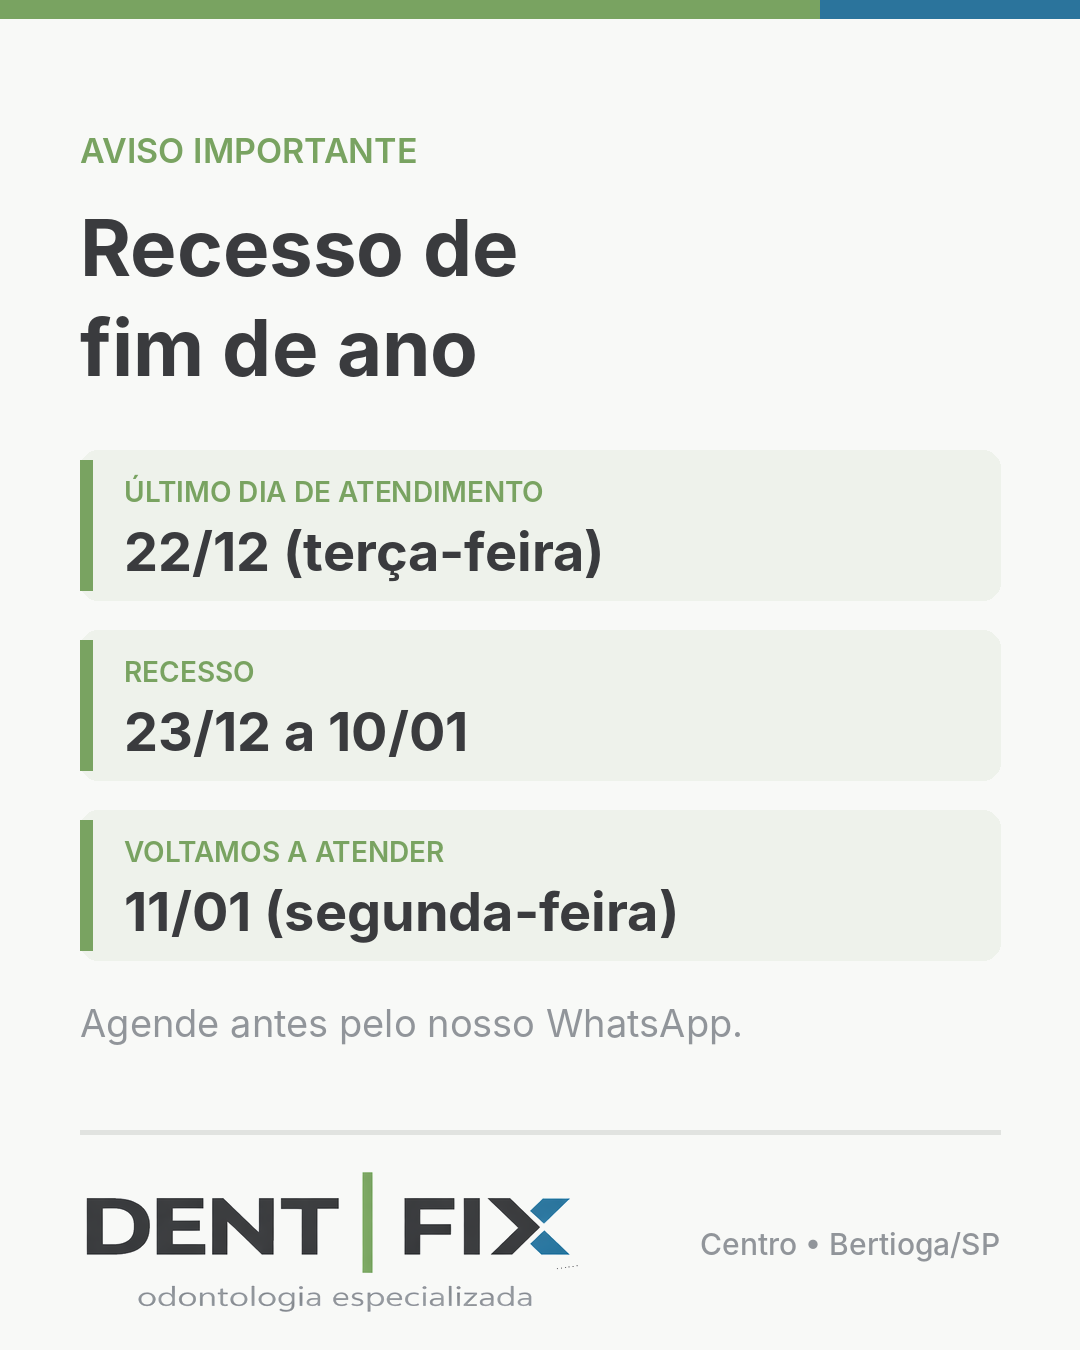 AVISO IMPORTANTE
Recesso de
fim de ano
ÚLTIMO DIA DE ATENDIMENTO
22/12 (terça-feira)
RECESSO
23/12 a 10/01
VOLTAMOS A ATENDER
11/01 (segunda-feira)
Agende antes pelo nosso WhatsApp.
DENT FIX
odontologia especializada
Centro • Bertioga/SP